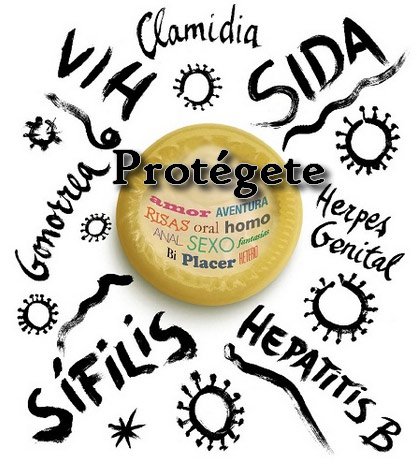 Clamidia
VIH
SIDA
Gonorrea
Protégete
Herpes
Genital
amor AVENTURA
RISAS oral homo
ANAL SEXO fantasias
Bi Placer HETERO
SÍFILIS
HEPATITIS B